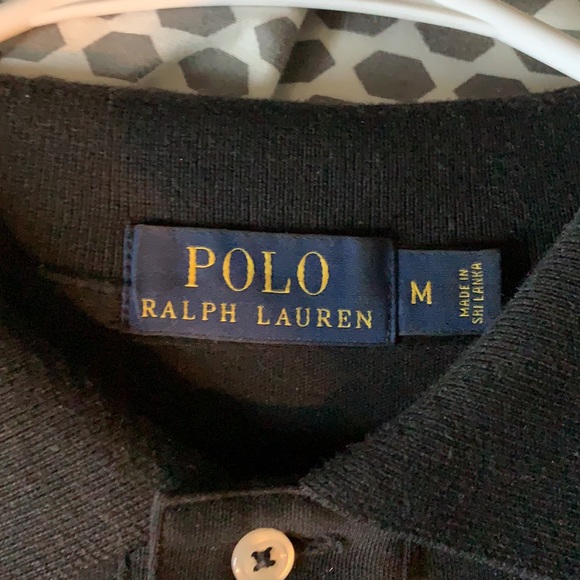 POLO
RALPH LAUREN
M
MADE IN
SRI LANKA